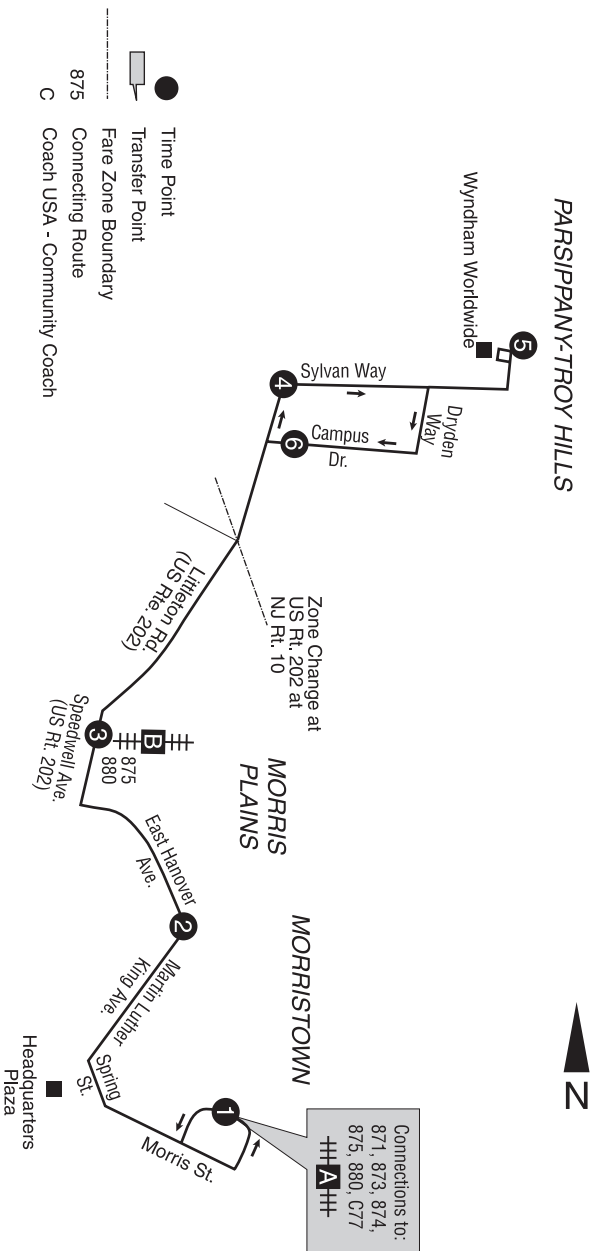 PARSIPPANY-TROY HILLS
Wyndham Worldwide
5
Sylvan Way
4
Dryden
Way
Campus
Dr.
6
Zone Change at
US Rt. 202 at
NJ Rt. 10
Littleton Rd.
(US Rte. 202)
3
B
875
880
Speedwell Ave.
(US Rt. 202)
MORRIS
PLAINS
East Hanover
Ave.
2
MORRISTOWN
Martin Luther
King Ave.
Spring
St.
Headquarters
Plaza
Morris St.
1
Connections to:
871, 873, 874,
875, 880, C77
A
N
Time Point
Transfer Point
Fare Zone Boundary
875 Connecting Route
C Coach USA - Community Coach